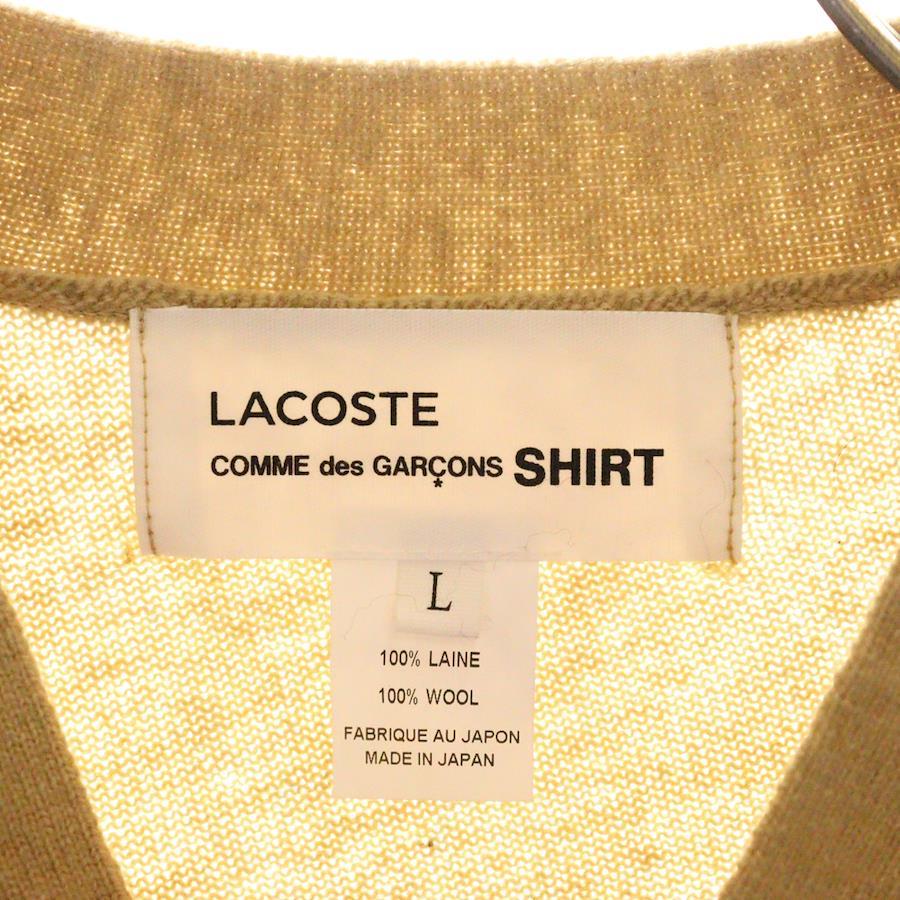 LACOSTE
COMME des GARÇONS SHIRT
*
L
100% LAINE
100% WOOL
FABRIQUE AU JAPON
MADE IN JAPAN